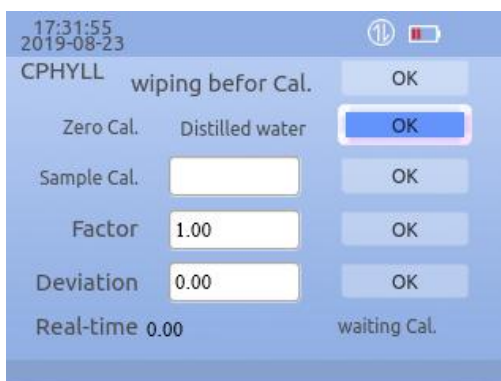 17:31:55
2019-08-23
CPHYLL wiping befor Cal. OK
Zero Cal. Distilled water OK
Sample Cal. OK
Factor 1.00 OK
Deviation 0.00 OK
Real-time 0.00 waiting Cal.